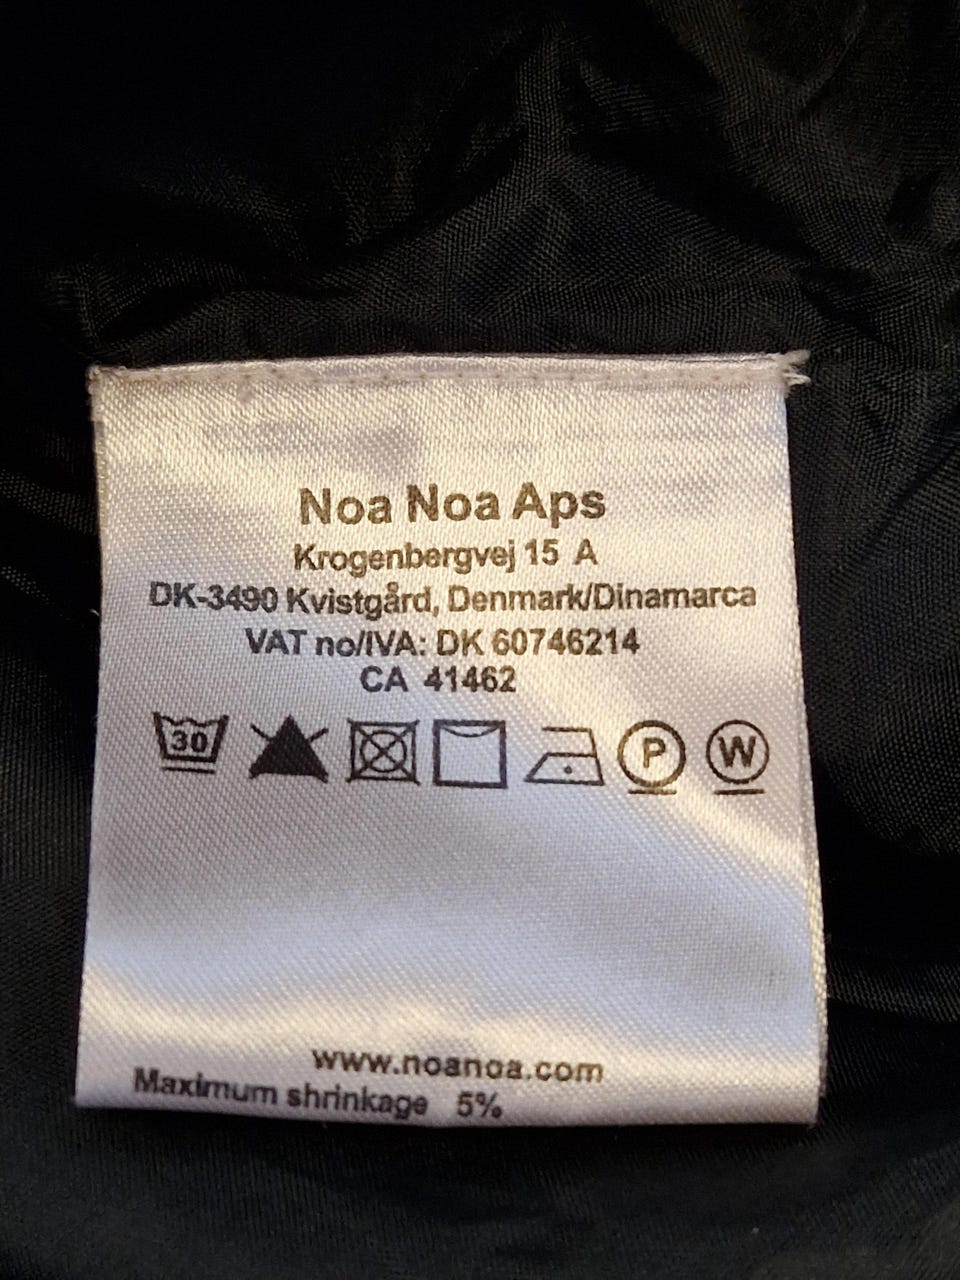 Noa Noa Aps
Krogenbergvej 15 A
DK-3490 Kvistgård, Denmark/Dinamarca
VAT no/IVA: DK 60746214
CA 41462
30 P W
www.noanoa.com
Maximum shrinkage 5%